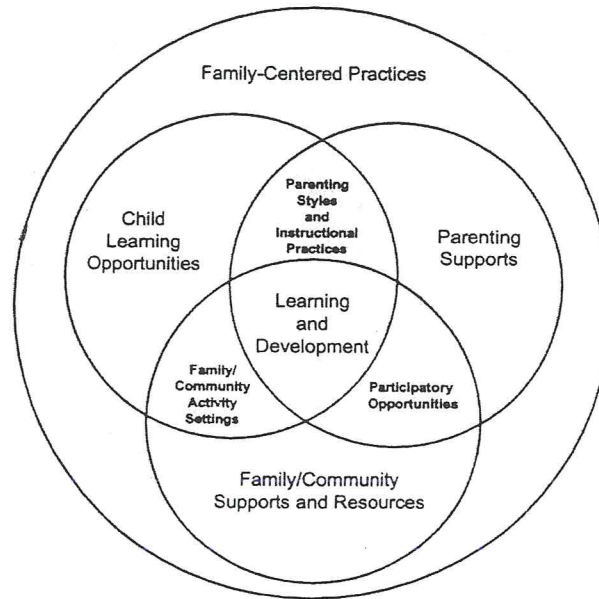 Family-Centered Practices
Parenting
Styles
and
Instructional
Practices
Child
Learning
Opportunities
Parenting
Supports
Learning
and
Development
Family/
Community
Activity
Settings
Participatory
Opportunities
Family/Community
Supports and Resources